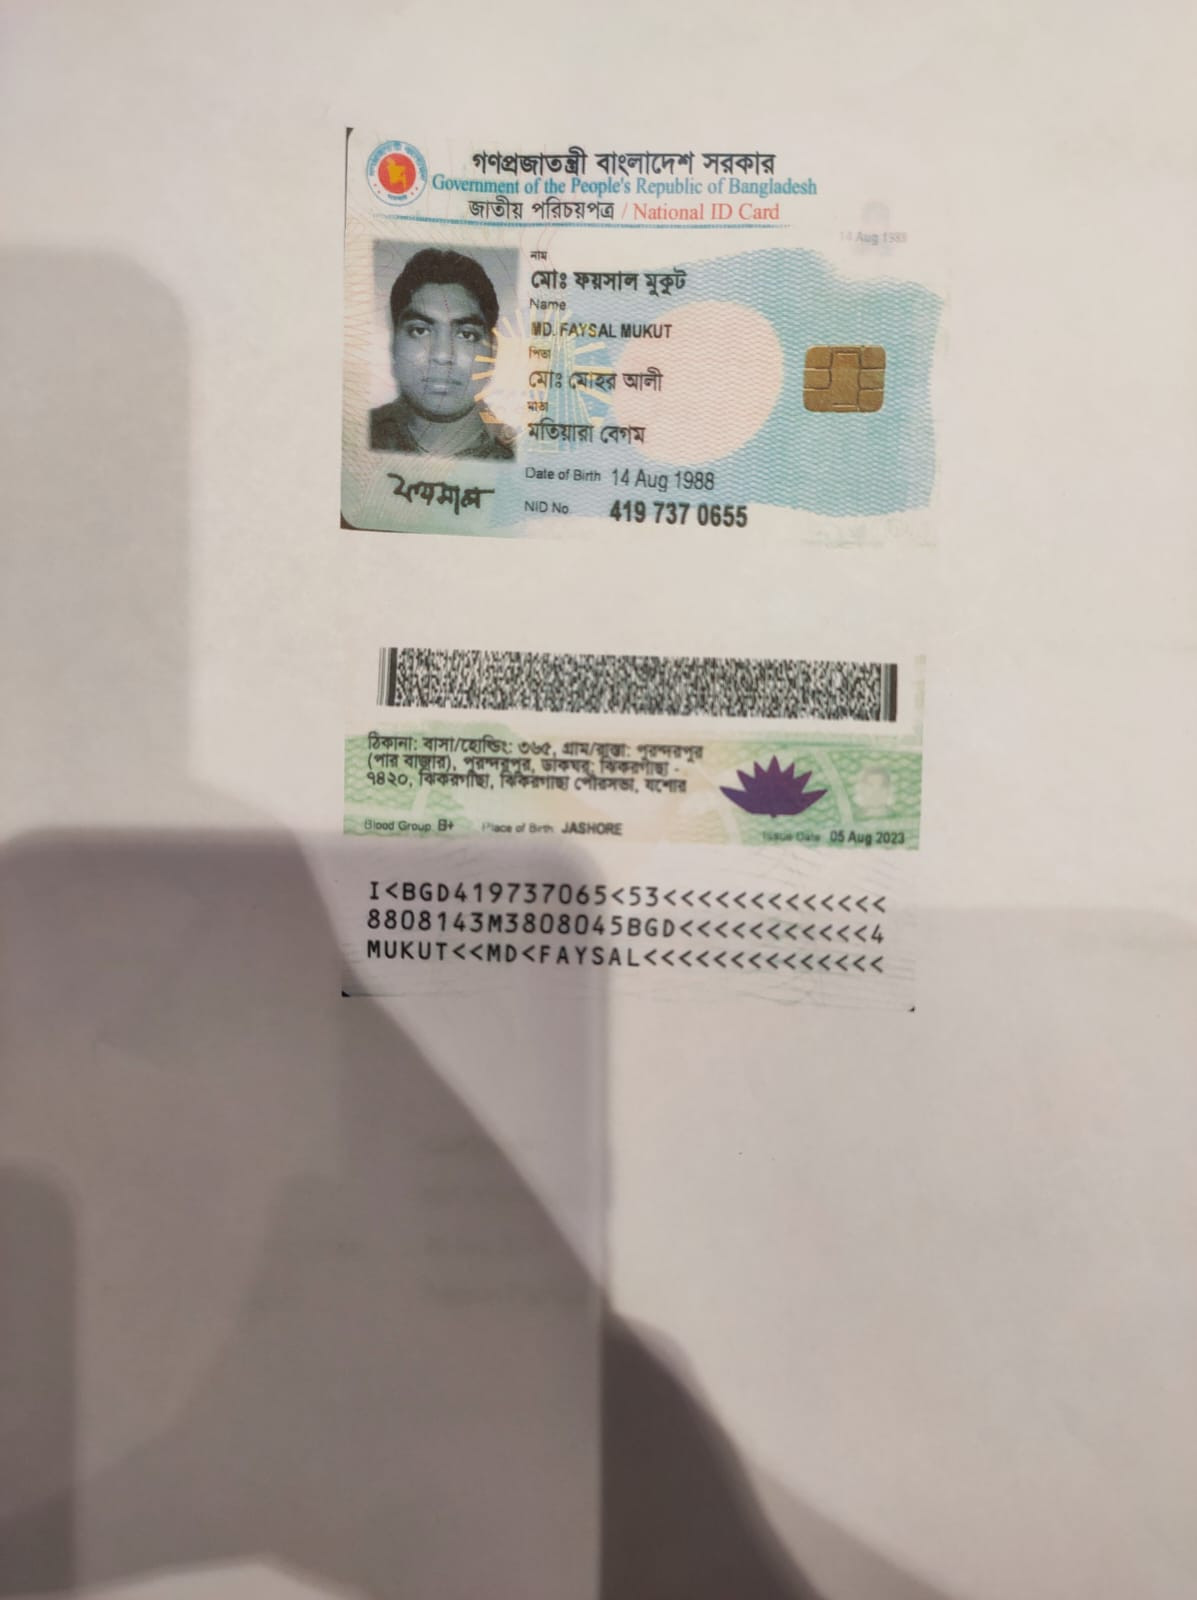 গণপ্রজাতন্ত্রী বাংলাদেশ সরকার
Government of the People's Republic of Bangladesh
জাতীয় পরিচয়পত্র / National ID Card
14 Aug 1988
নাম
মোঃ ফয়সাল মুকুট
Name
MD. FAYSAL MUKUT
পিতা
মোঃ মোহর আলী
মাতা
মতিয়ারা বেগম
Date of Birth 14 Aug 1988
NID No. 419 737 0655
ফয়সাল
ঠিকানা: বাসা/হোল্ডিং: ৩৬৫, গ্রাম/রাস্তা: পুরন্দরপুর
(পার বাজার), পুরন্দরপুর, ডাকঘর: ঝিকরগাছা -
৭৪২০, ঝিকরগাছা, ঝিকরগাছা পৌরসভা, যশোর
Blood Group: B+ Place of Birth: JASHORE Issue Date: 05 Aug 2023
I<BGD419737065<53<<<<<<<<<<<<<
8808143M3808045BGD<<<<<<<<<<<4
MUKUT<<MD<FAYSAL<<<<<<<<<<<<<<